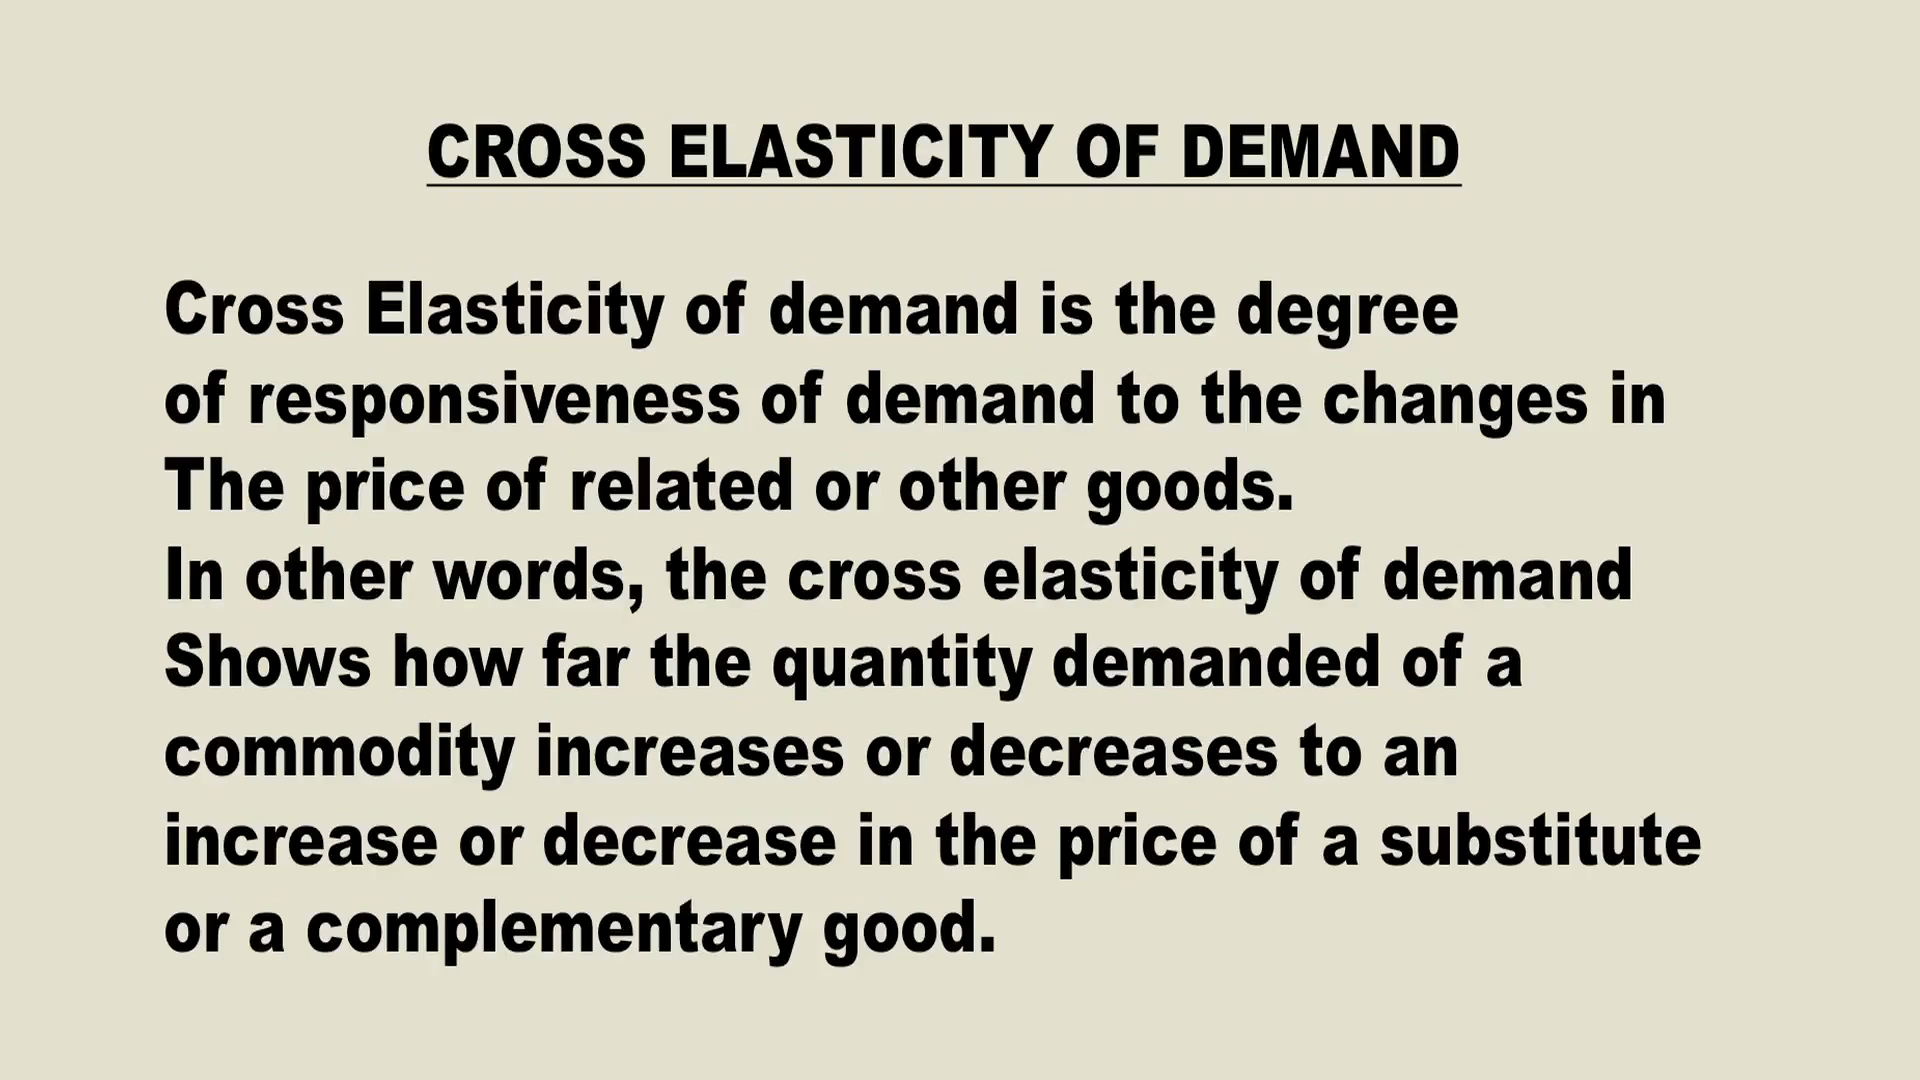 CROSS ELASTICITY OF DEMAND
Cross Elasticity of demand is the degree
of responsiveness of demand to the changes in
The price of related or other goods.
In other words, the cross elasticity of demand
Shows how far the quantity demanded of a
commodity increases or decreases to an
increase or decrease in the price of a substitute
or a complementary good.